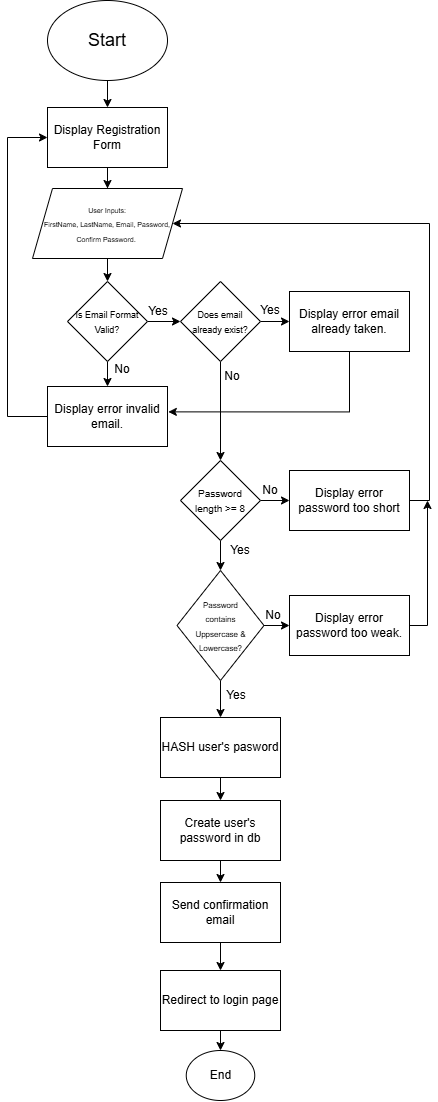 Start
Display Registration
Form
User Inputs:
FirstName, LastName, Email, Password,
Confirm Password.
Is Email Format
Valid?
Yes
Does email
already exist?
Yes
Display error email
already taken.
No
No
Display error invalid
email.
Password
length >= 8
No
Display error
password too short
Yes
Password
contains
Uppsercase &
Lowercase?
No
Display error
password too weak.
Yes
HASH user's pasword
Create user's
password in db
Send confirmation
email
Redirect to login page
End